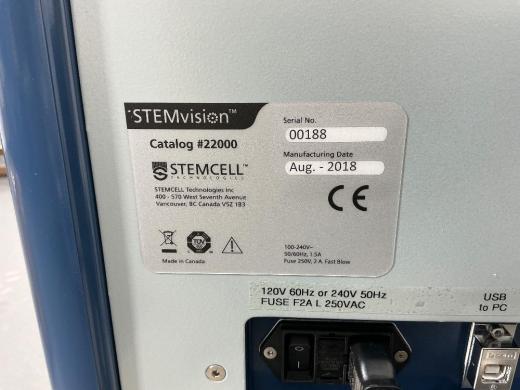 STEMvision™
Catalog #22000
STEMCELL™
TECHNOLOGIES
STEMCELL Technologies Inc
400 - 570 West Seventh Avenue
Vancouver, BC Canada V5Z 1B3
Made in Canada
Serial No.
00188
Manufacturing Date
Aug. - 2018
CE
100-240V~
50/60Hz, 1.5A
Fuse 250V, 2 A. Fast Blow
120V 60Hz or 240V 50Hz
FUSE F2A L 250VAC
USB
to PC